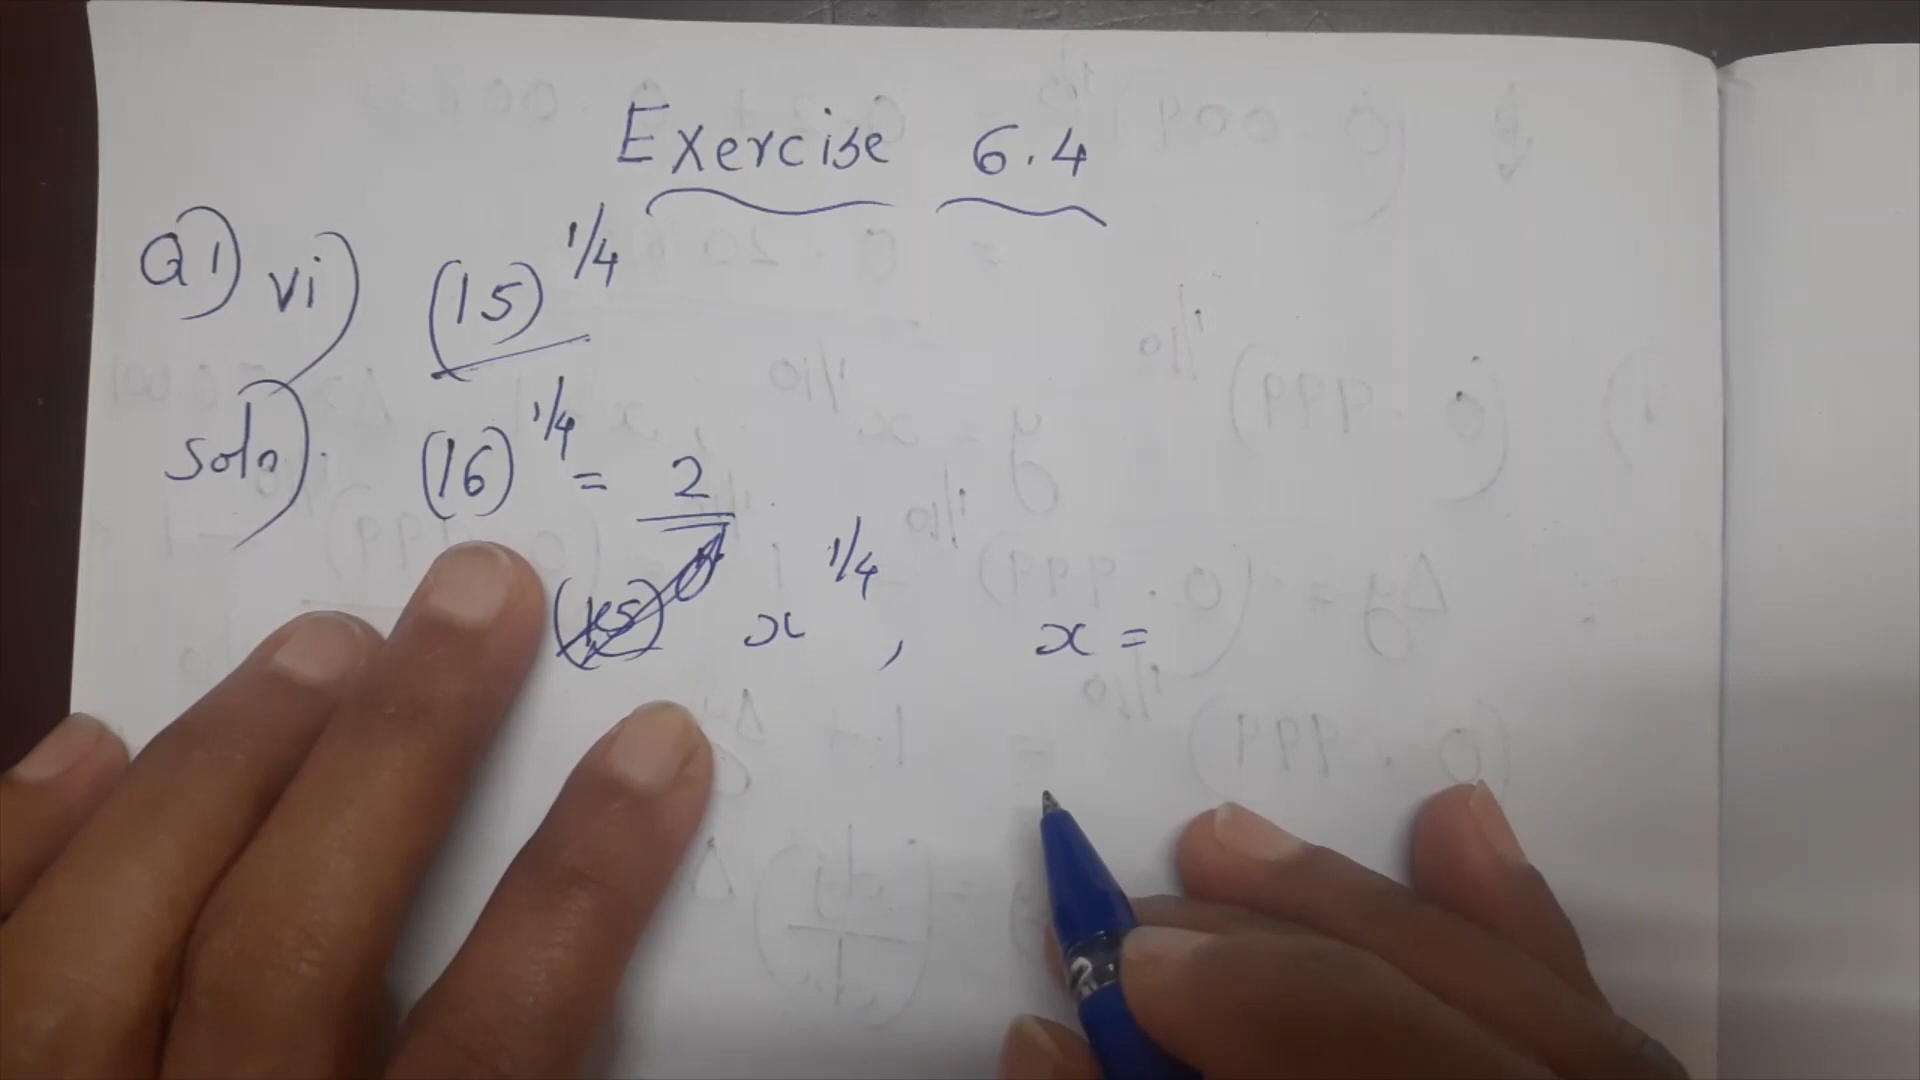 Exercise 6.4
Q1) vi) (15)^1/4
Soln) (16)^1/4 = 2
x^1/4 , x =